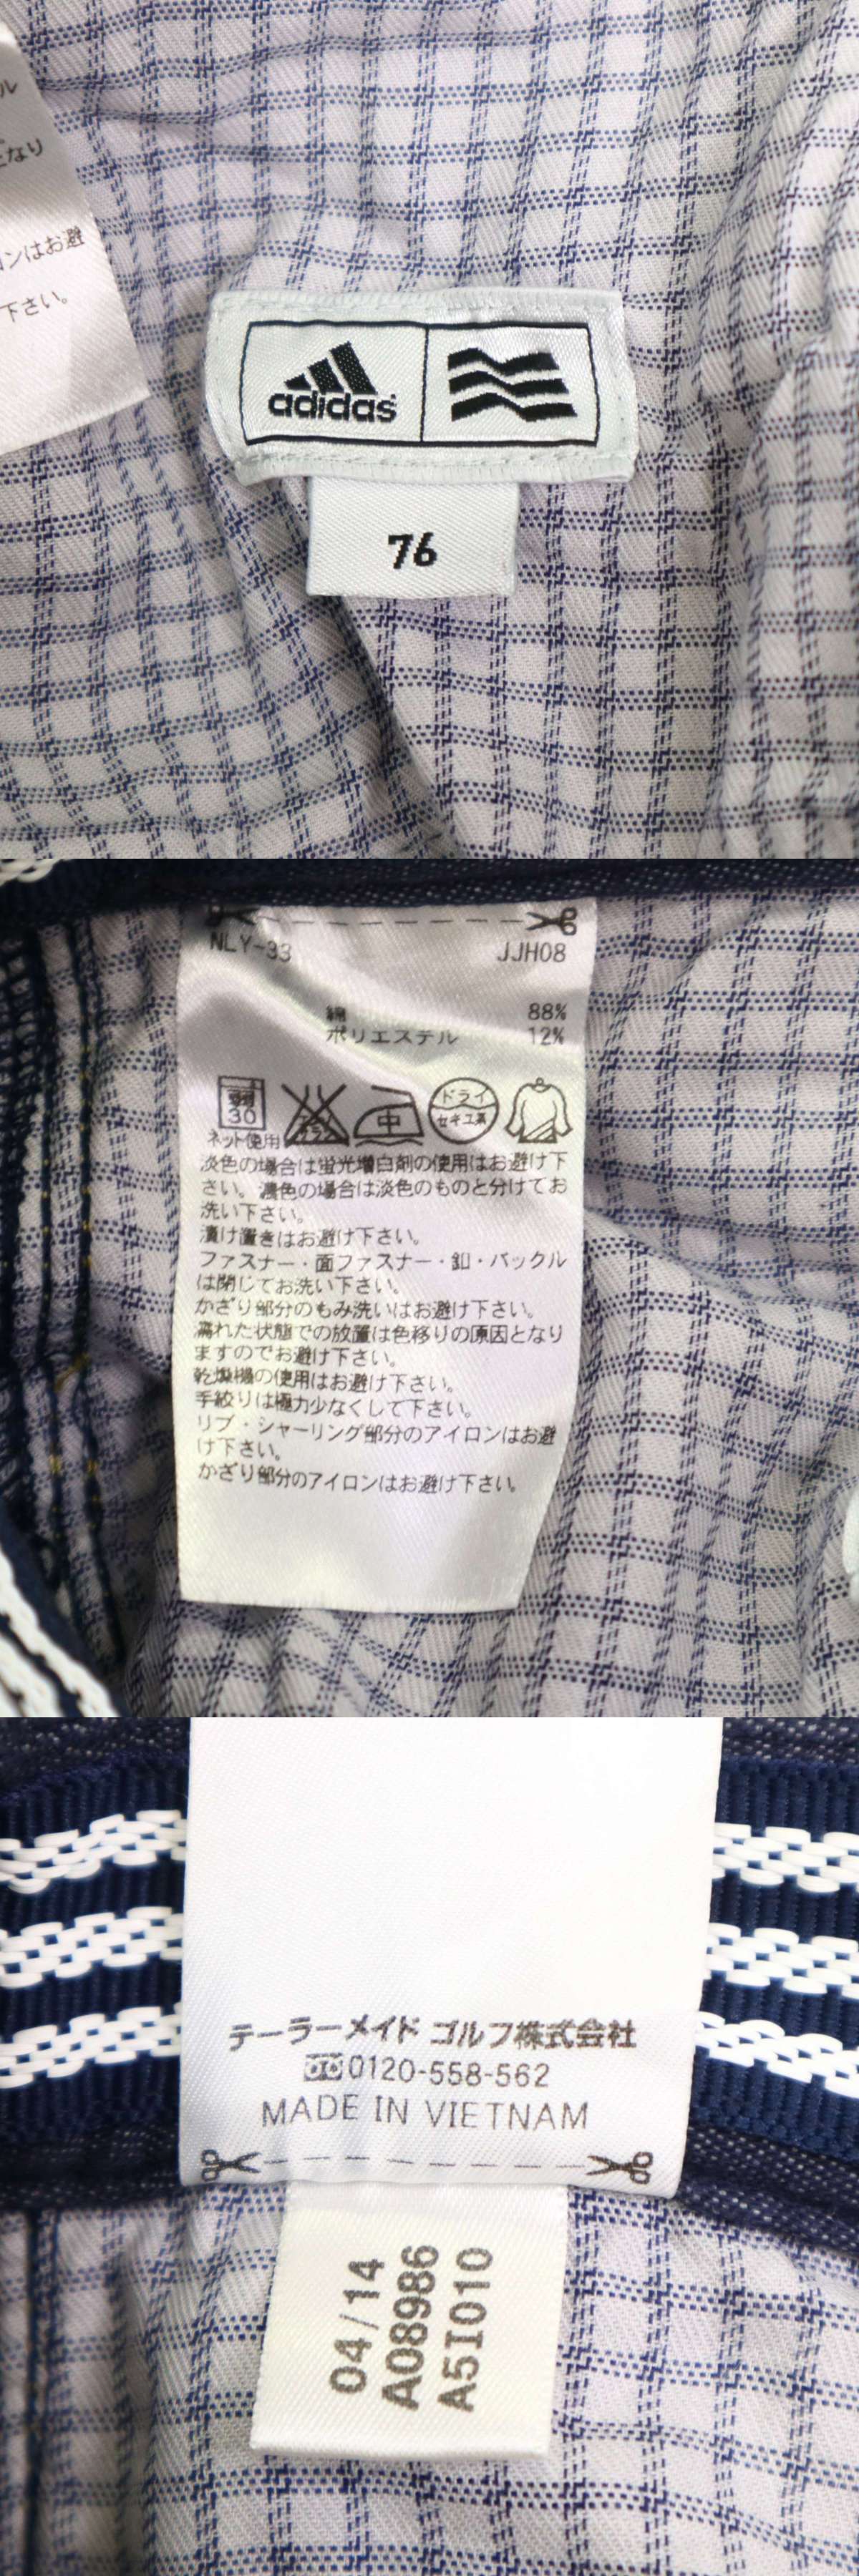 ル
となり
ンはお避
下さい。
adidas
76
NLY-33 JJH08
綿 88%
ポリエステル 12%
30
中
ドライ
セキユ系
ネット使用
淡色の場合は蛍光増白剤の使用はお避け下
さい。濃色の場合は淡色のものと分けてお
洗い下さい。
漬け置きはお避け下さい。
ファスナー・面ファスナー・釦・バックル
は閉じてお洗い下さい。
かざり部分のもみ洗いはお避け下さい。
濡れた状態での放置は色移りの原因となり
ますのでお避け下さい。
乾燥機の使用はお避け下さい。
手絞りは極力少なくして下さい。
リブ・シャーリング部分のアイロンはお避
け下さい。
かざり部分のアイロンはお避け下さい。
テーラーメイド ゴルフ株式会社
0120-558-562
MADE IN VIETNAM
04/14
A08986
A5I010